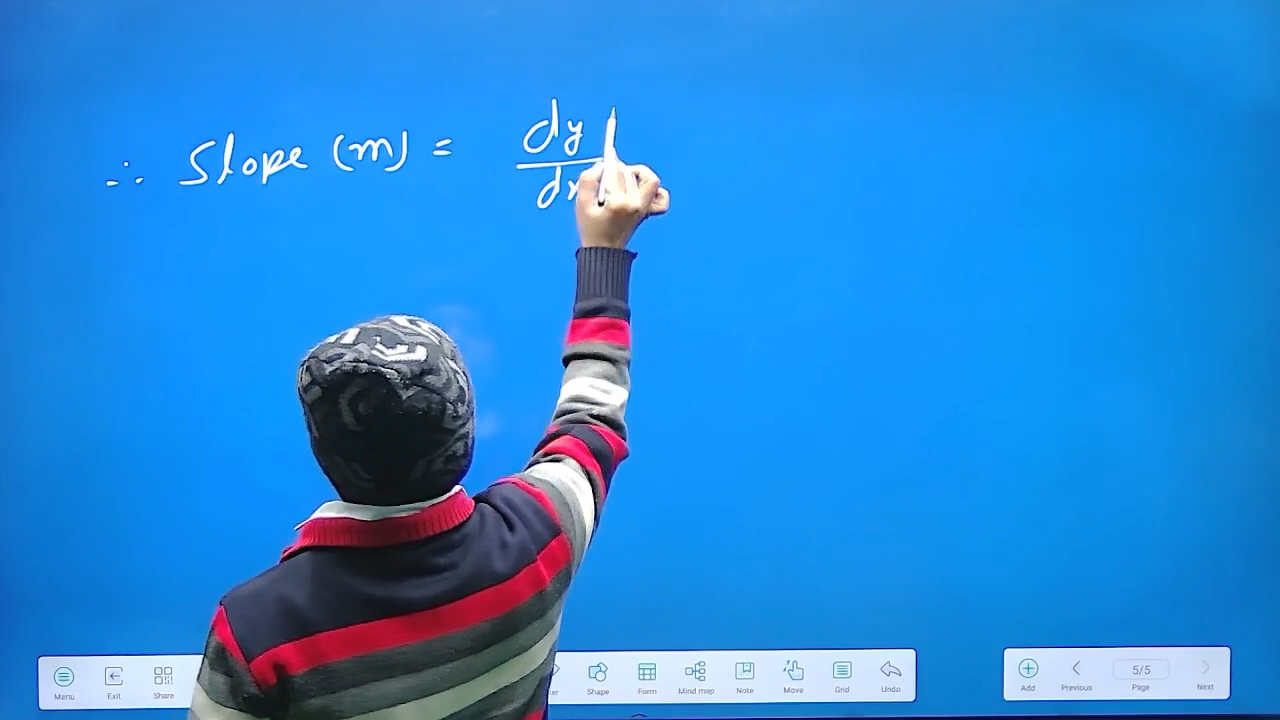 ∴ Slope (m) = dy/dx
Menu Exit Share Shape Form Mind map Note Move Grid Undo
5/5
Add Previous Page Next